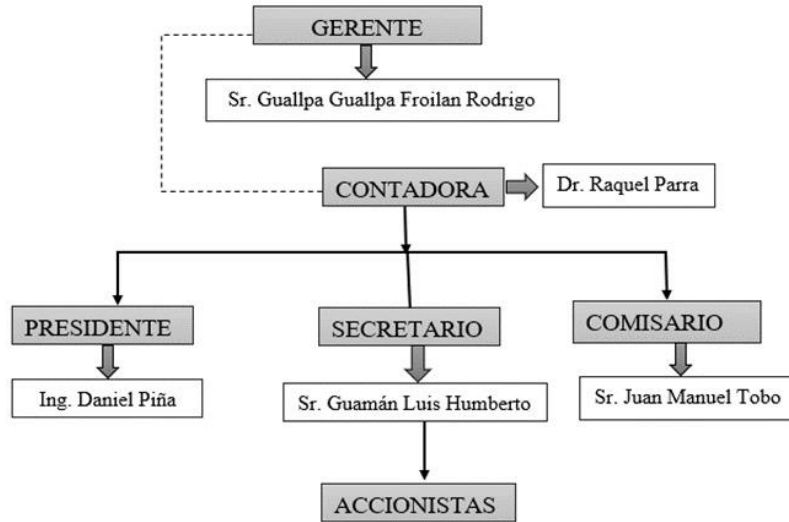 GERENTE
Sr. Guallpa Guallpa Froilan Rodrigo
CONTADORA
Dr. Raquel Parra
PRESIDENTE
SECRETARIO
COMISARIO
Ing. Daniel Piña
Sr. Guamán Luis Humberto
Sr. Juan Manuel Tobo
ACCIONISTAS